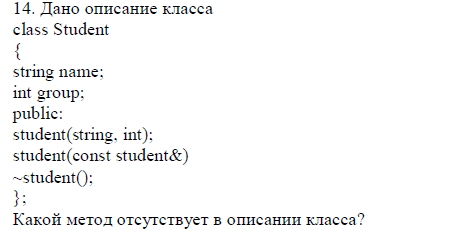 14. Дано описание класса
class Student
{
string name;
int group;
public:
student(string, int);
student(const student&)
~student();
};
Какой метод отсутствует в описании класса?